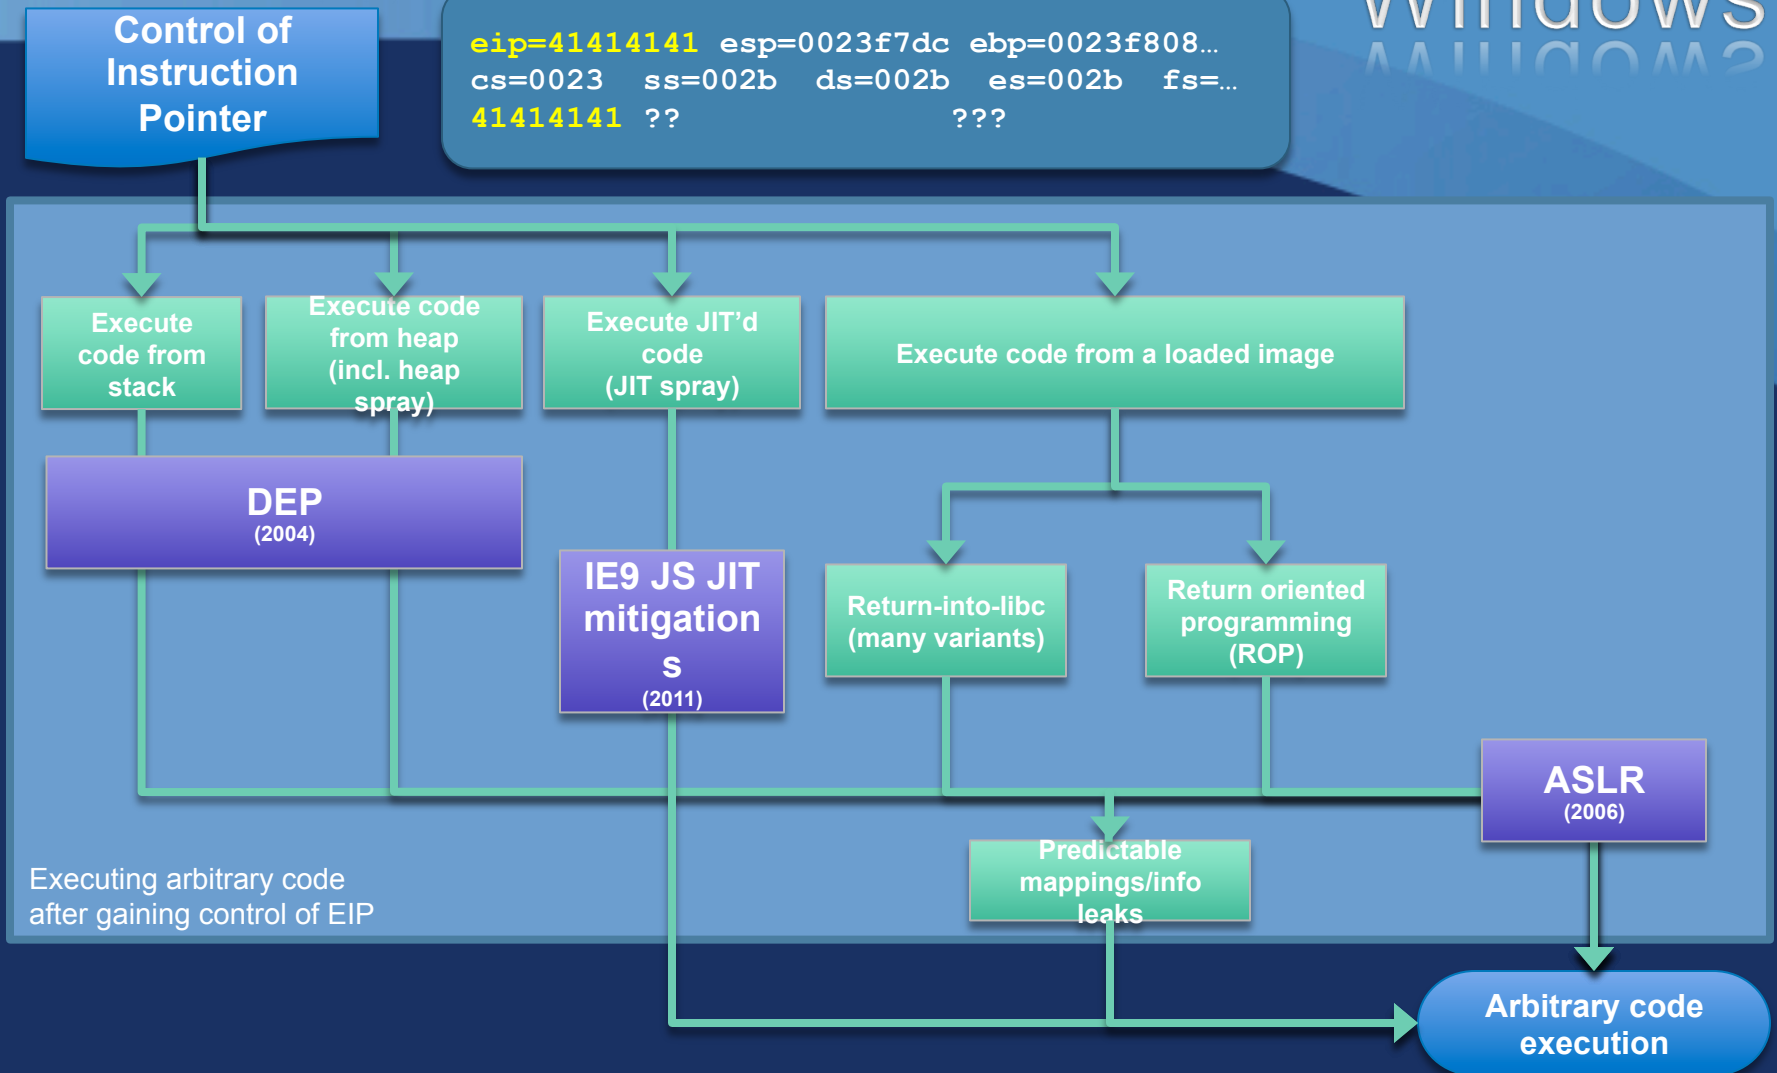 Windows
Control of
Instruction
Pointer
eip=41414141 esp=0023f7dc ebp=0023f808…
cs=0023 ss=002b ds=002b es=002b fs=…
41414141 ?? ???
Execute
code from
stack
Execute code
from heap
(incl. heap
spray)
Execute JIT’d
code
(JIT spray)
Execute code from a loaded image
DEP
(2004)
IE9 JS JIT
mitigation
s
(2011)
Return-into-libc
(many variants)
Return oriented
programming
(ROP)
ASLR
(2006)
Predictable
mappings/info
leaks
Executing arbitrary code
after gaining control of EIP
Arbitrary code
execution